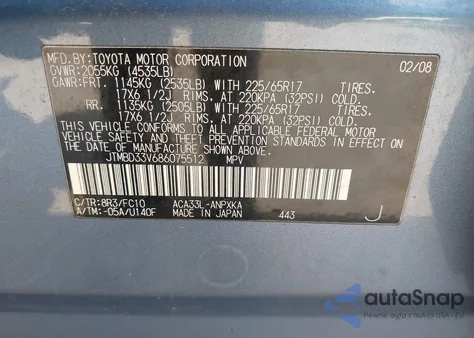 MFD.BY:TOYOTA MOTOR CORPORATION 02/08
GVWR:2055KG (4535LB)
GAWR:FRT. 1145KG (2535LB) WITH 225/65R17 TIRES.
17X6 1/2J RIMS. AT 220KPA (32PSI) COLD.
RR. 1135KG (2505LB) WITH 225/65R17 TIRES.
17X6 1/2J RIMS. AT 220KPA (32PSI) COLD.
THIS VEHICLE CONFORMS TO ALL APPLICABLE FEDERAL MOTOR
VEHICLE SAFETY AND THEFT PREVENTION STANDARDS IN
EFFECT ON THE DATE OF MANUFACTURE SHOWN ABOVE.
JTMBD33V686075512 MPV
C/TR:8R3/FC10 ACA33L-ANPXKA
A/TM:-05A/U140F MADE IN JAPAN 443 J
autoSnap